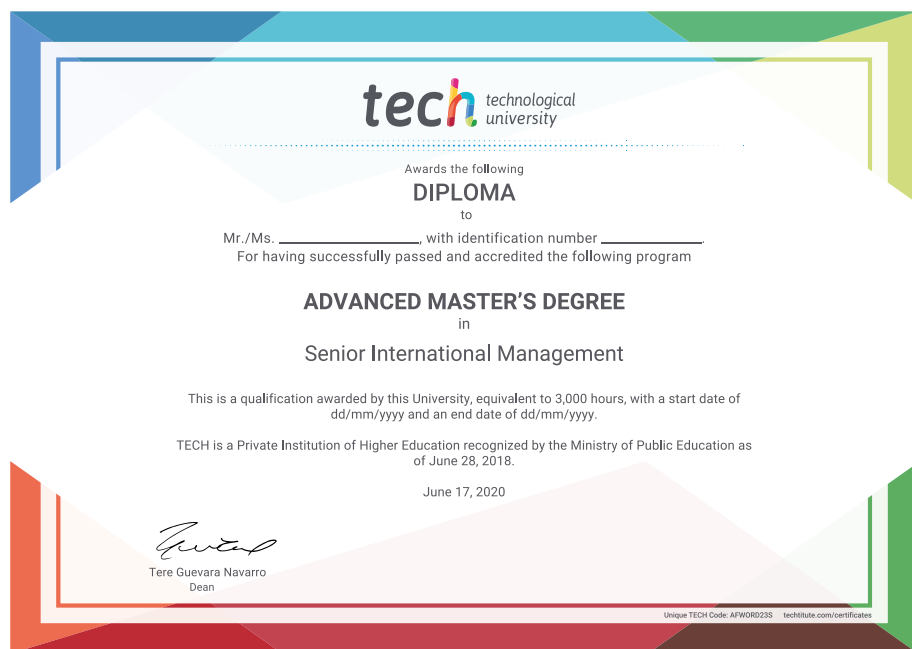 tech technological
university
Awards the following
DIPLOMA
to
Mr./Ms. ____________, with identification number ____________.
For having successfully passed and accredited the following program
ADVANCED MASTER’S DEGREE
in
Senior International Management
This is a qualification awarded by this University, equivalent to 3,000 hours, with a start date of
dd/mm/yyyy and an end date of dd/mm/yyyy.
TECH is a Private Institution of Higher Education recognized by the Ministry of Public Education as
of June 28, 2018.
June 17, 2020
Tere Guevara Navarro
Dean
Unique TECH Code: AFWORD23S techtitute.com/certificates